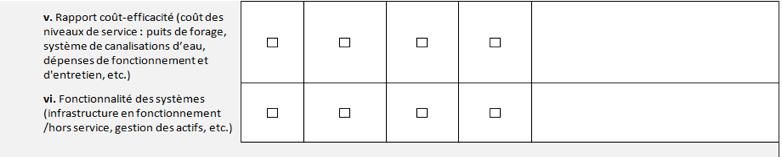 v. Rapport coût-efficacité (coût des
niveaux de service : puits de forage,
système de canalisations d’eau,
dépenses de fonctionnement et
d'entretien, etc.)
☐ ☐ ☐ ☐
vi. Fonctionnalité des systèmes
(infrastructure en fonctionnement
/hors service, gestion des actifs, etc.)
☐ ☐ ☐ ☐